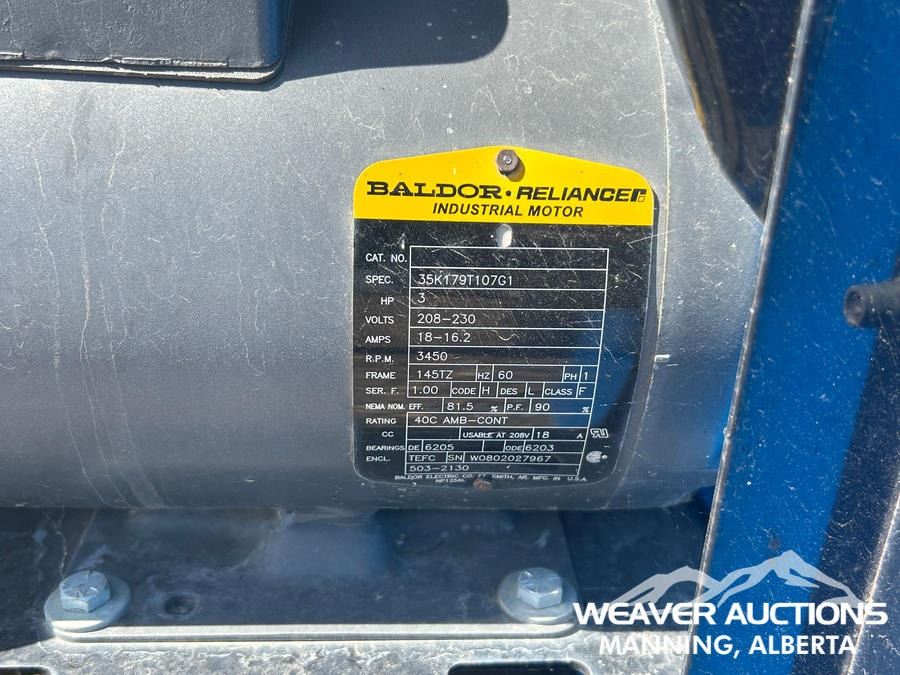 BALDOR • RELIANCER
INDUSTRIAL MOTOR
CAT. NO.
SPEC. 35K179T107G1
HP 3
VOLTS 208-230
AMPS 18-16.2
R.P.M. 3450
FRAME 145TZ HZ 60 PH 1
SER. F. 1.00 CODE H DES L CLASS F
NEMA NOM. EFF. 81.5 % P.F. 90 %
RATING 40C AMB-CONT
CC USABLE AT 208V 18 A
BEARINGS DE 6205 ODE 6203
ENCL. TEFC SN W0802027967
503-2130
BALDOR ELECTRIC CO. FT. SMITH, AR. MFG. IN U.S.A.
WEAVER AUCTIONS
MANNING, ALBERTA